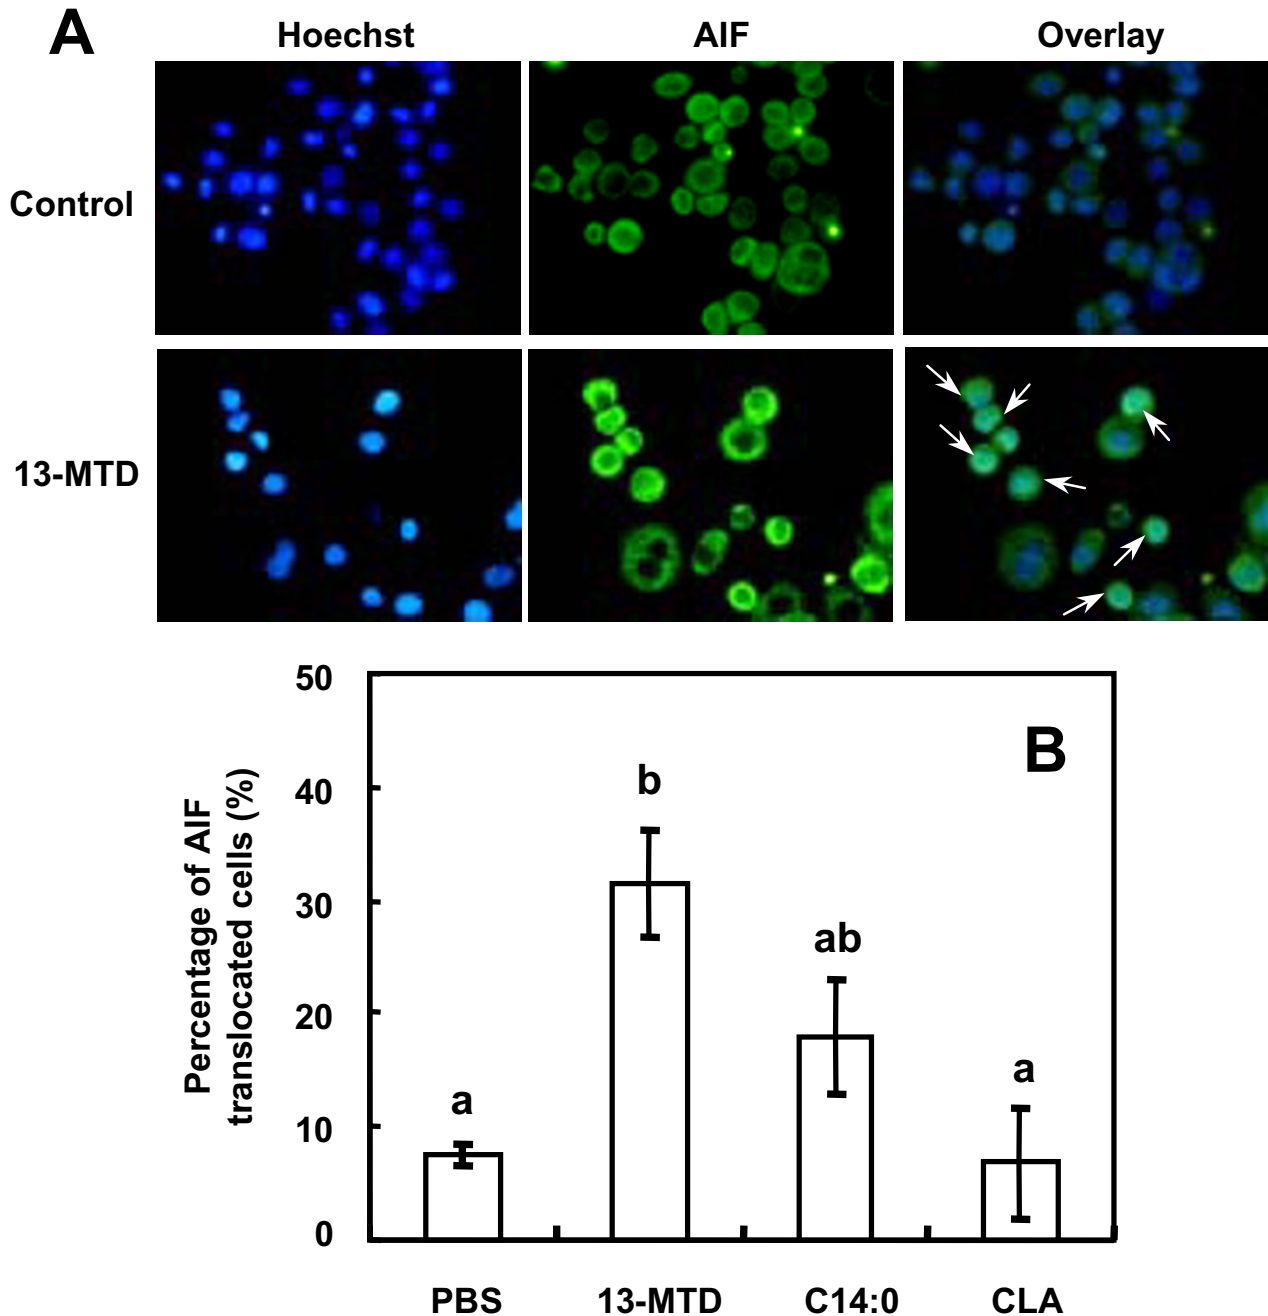 A
Hoechst AIF Overlay
Control
13-MTD
50
40
30
20
10
0
Percentage of AIF
translocated cells (%)
B
a
b
ab
a
PBS 13-MTD C14:0 CLA